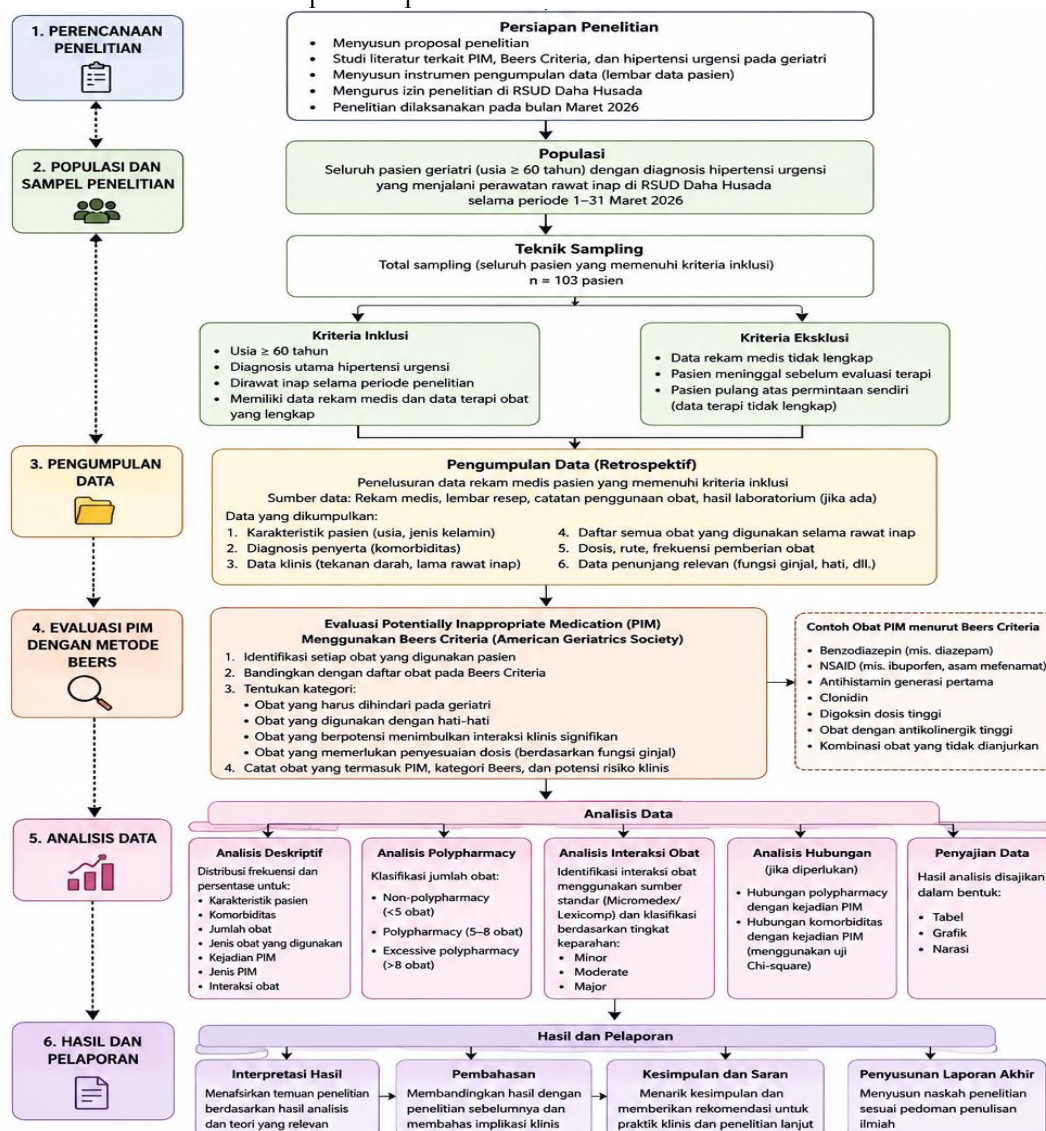 1. PERENCANAAN
PENELITIAN
Persiapan Penelitian
• Menyusun proposal penelitian
• Studi literatur terkait PIM, Beers Criteria, dan hipertensi urgensi pada geriatri
• Menyusun instrumen pengumpulan data (lembar data pasien)
• Mengurus izin penelitian di RSUD Daha Husada
• Penelitian dilaksanakan pada bulan Maret 2026
2. POPULASI DAN
SAMPEL PENELITIAN
Populasi
Seluruh pasien geriatri (usia ≥ 60 tahun) dengan diagnosis hipertensi urgensi
yang menjalani perawatan rawat inap di RSUD Daha Husada
selama periode 1–31 Maret 2026
Teknik Sampling
Total sampling (seluruh pasien yang memenuhi kriteria inklusi)
n = 103 pasien
Kriteria Inklusi
• Usia ≥ 60 tahun
• Diagnosis utama hipertensi urgensi
• Dirawat inap selama periode penelitian
• Memiliki data rekam medis dan data terapi obat
yang lengkap
Kriteria Eksklusi
• Data rekam medis tidak lengkap
• Pasien meninggal sebelum evaluasi terapi
• Pasien pulang atas permintaan sendiri
(data terapi tidak lengkap)
3. PENGUMPULAN
DATA
Pengumpulan Data (Retrospektif)
Penelusuran data rekam medis pasien yang memenuhi kriteria inklusi
Sumber data: Rekam medis, lembar resep, catatan penggunaan obat, hasil laboratorium (jika ada)
Data yang dikumpulkan:
1. Karakteristik pasien (usia, jenis kelamin)
2. Diagnosis penyerta (komorbiditas)
3. Data klinis (tekanan darah, lama rawat inap)
4. Daftar semua obat yang digunakan selama rawat inap
5. Dosis, rute, frekuensi pemberian obat
6. Data penunjang relevan (fungsi ginjal, hati, dll.)
4. EVALUASI PIM
DENGAN METODE
BEERS
Evaluasi Potentially Inappropriate Medication (PIM)
Menggunakan Beers Criteria (American Geriatrics Society)
1. Identifikasi setiap obat yang digunakan pasien
2. Bandingkan dengan daftar obat pada Beers Criteria
3. Tentukan kategori:
• Obat yang harus dihindari pada geriatri
• Obat yang digunakan dengan hati-hati
• Obat yang berpotensi menimbulkan interaksi klinis signifikan
• Obat yang memerlukan penyesuaian dosis (berdasarkan fungsi ginjal)
4. Catat obat yang termasuk PIM, kategori Beers, dan potensi risiko klinis
Contoh Obat PIM menurut Beers Criteria
• Benzodiazepin (mis. diazepam)
• NSAID (mis. ibuporfen, asam mefenamat)
• Antihistamin generasi pertama
• Clonidin
• Digoksin dosis tinggi
• Obat dengan antikolinergik tinggi
• Kombinasi obat yang tidak dianjurkan
5. ANALISIS DATA
Analisis Data
Analisis Deskriptif
Distribusi frekuensi dan
persentase untuk:
• Karakteristik pasien
• Komorbiditas
• Jumlah obat
• Jenis obat yang digunakan
• Kejadian PIM
• Jenis PIM
• Interaksi obat
Analisis Polypharmacy
Klasifikasi jumlah obat:
• Non-polypharmacy
(<5 obat)
• Polypharmacy (5–8 obat)
• Excessive polypharmacy
(>8 obat)
Analisis Interaksi Obat
Identifikasi interaksi obat
menggunakan sumber
standar (Micromedex/
Lexicomp) dan klasifikasi
berdasarkan tingkat
keparahan:
• Minor
• Moderate
• Major
Analisis Hubungan
(jika diperlukan)
• Hubungan polypharmacy
dengan kejadian PIM
• Hubungan komorbiditas
dengan kejadian PIM
(menggunakan uji
Chi-square)
Penyajian Data
Hasil analisis disajikan
dalam bentuk:
• Tabel
• Grafik
• Narasi
6. HASIL DAN
PELAPORAN
Hasil dan Pelaporan
Interpretasi Hasil
Menafsirkan temuan penelitian
berdasarkan hasil analisis
dan teori yang relevan
Pembahasan
Membandingkan hasil dengan
penelitian sebelumnya dan
membahas implikasi klinis
Kesimpulan dan Saran
Menarik kesimpulan dan
memberikan rekomendasi untuk
praktik klinis dan penelitian lanjut
Penyusunan Laporan Akhir
Menyusun naskah penelitian
sesuai pedoman penulisan
ilmiah